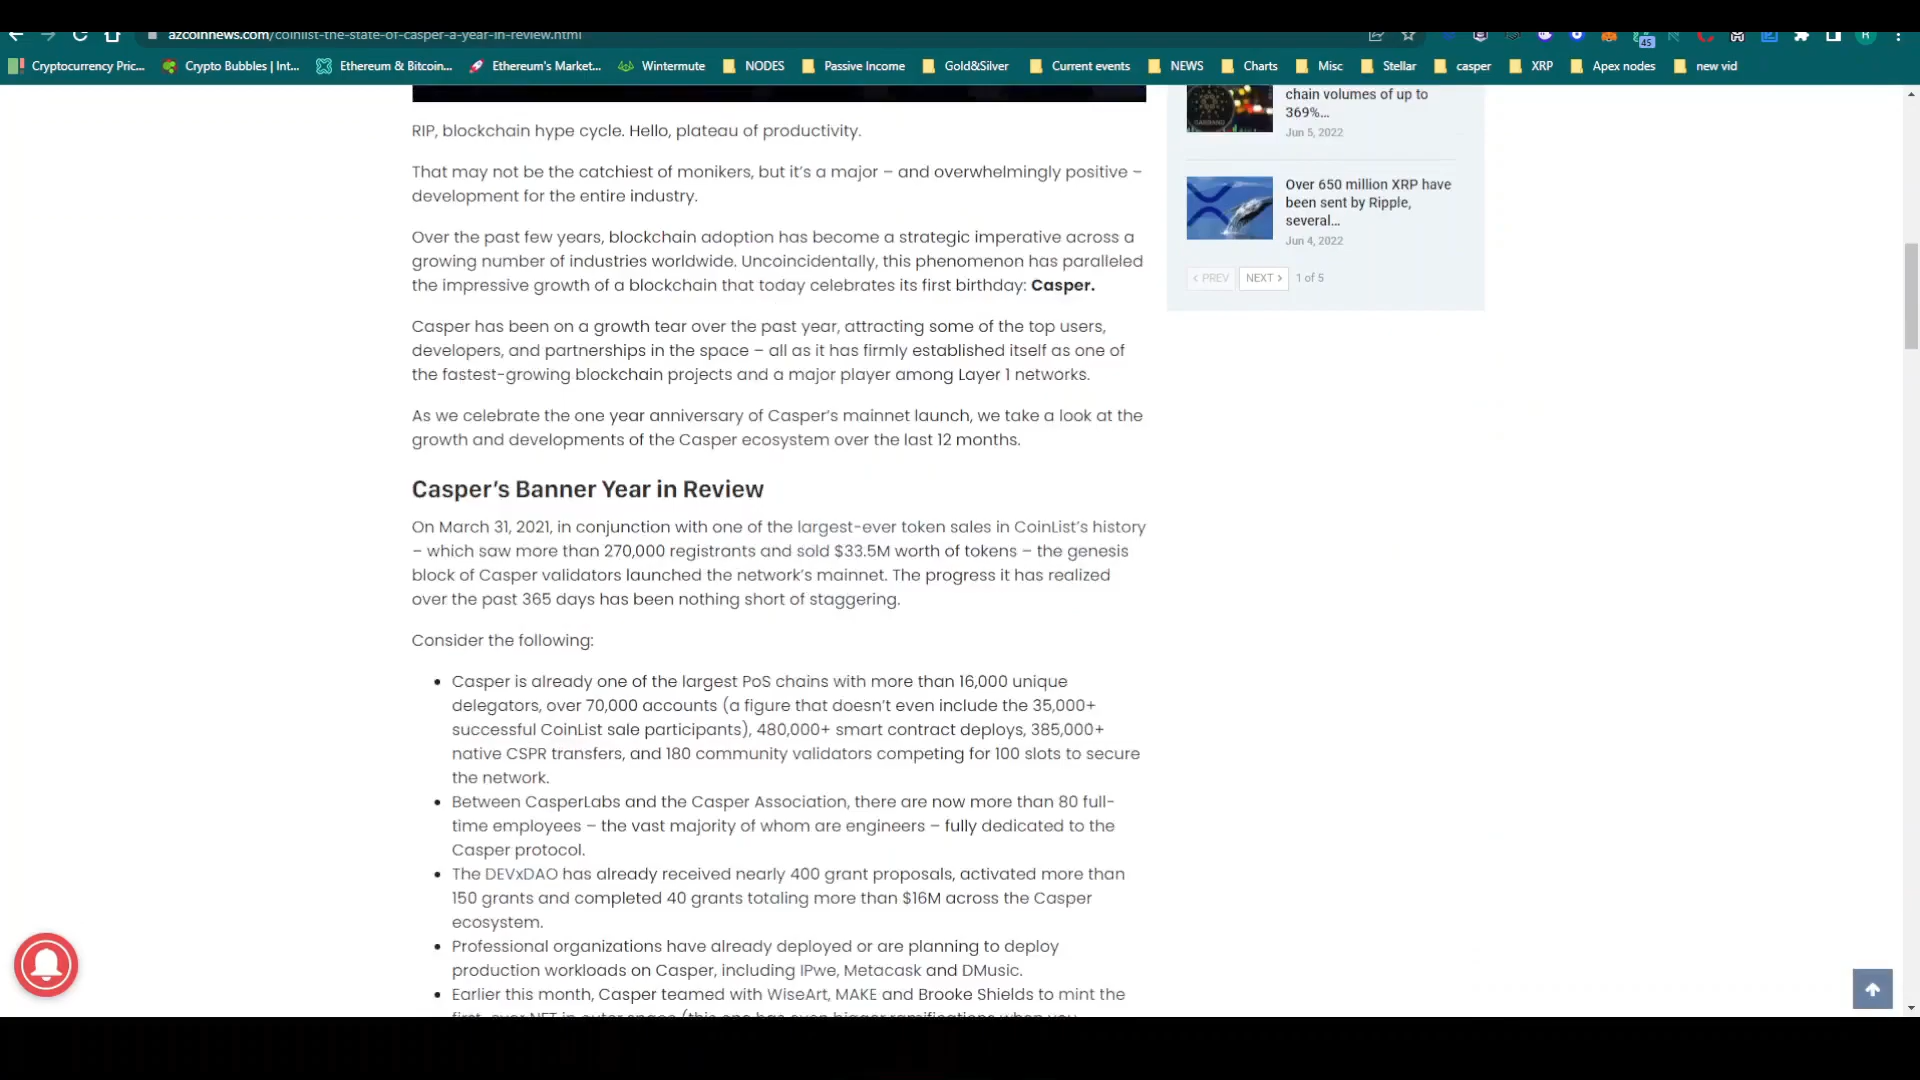 azcoinnews.com/coinlist-the-state-of-casper-a-year-in-review.html
45
R
Cryptocurrency Pric...
Crypto Bubbles | Int...
Ethereum & Bitcoin...
Ethereum's Market...
Wintermute
NODES
Passive Income
Gold&Silver
Current events
NEWS
Charts
Misc
Stellar
casper
XRP
Apex nodes
new vid
RIP, blockchain hype cycle. Hello, plateau of productivity.
That may not be the catchiest of monikers, but it's a major – and overwhelmingly positive –
development for the entire industry.
Over the past few years, blockchain adoption has become a strategic imperative across a
growing number of industries worldwide. Uncoincidentally, this phenomenon has paralleled
the impressive growth of a blockchain that today celebrates its first birthday: Casper.
Casper has been on a growth tear over the past year, attracting some of the top users,
developers, and partnerships in the space – all as it has firmly established itself as one of
the fastest-growing blockchain projects and a major player among Layer 1 networks.
As we celebrate the one year anniversary of Casper's mainnet launch, we take a look at the
growth and developments of the Casper ecosystem over the last 12 months.
Casper's Banner Year in Review
On March 31, 2021, in conjunction with one of the largest-ever token sales in CoinList's history
– which saw more than 270,000 registrants and sold $33.5M worth of tokens – the genesis
block of Casper validators launched the network's mainnet. The progress it has realized
over the past 365 days has been nothing short of staggering.
Consider the following:
Casper is already one of the largest PoS chains with more than 16,000 unique
delegators, over 70,000 accounts (a figure that doesn't even include the 35,000+
successful CoinList sale participants), 480,000+ smart contract deploys, 385,000+
native CSPR transfers, and 180 community validators competing for 100 slots to secure
the network.
Between CasperLabs and the Casper Association, there are now more than 80 full-
time employees – the vast majority of whom are engineers – fully dedicated to the
Casper protocol.
The DEVxDAO has already received nearly 400 grant proposals, activated more than
150 grants and completed 40 grants totaling more than $16M across the Casper
ecosystem.
Professional organizations have already deployed or are planning to deploy
production workloads on Casper, including IPwe, Metacask and DMusic.
Earlier this month, Casper teamed with WiseArt, MAKE and Brooke Shields to mint the
first-ever NFT in outer space (this one has even bigger ramifications when you
chain volumes of up to
369%...
Jun 5, 2022
Over 650 million XRP have
been sent by Ripple,
several...
Jun 4, 2022
PREV
NEXT
1 of 5